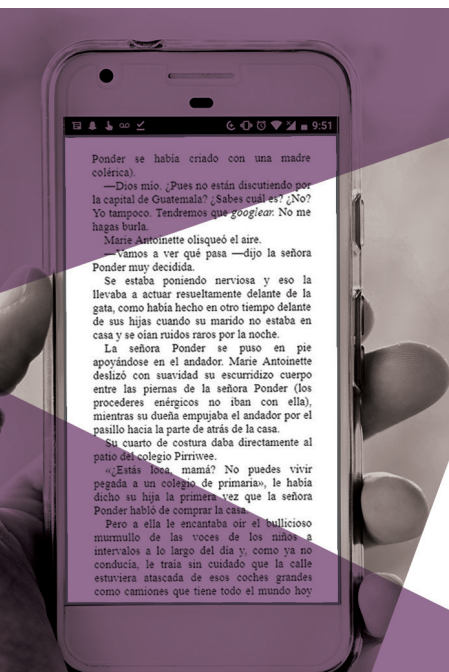 9:51
Ponder se había criado con una madre
colérica).
—Dios mío. ¿Pues no están discutiendo por
la capital de Guatemala? ¿Sabes cuál es? ¿No?
Yo tampoco. Tendremos que googlear. No me
hagas burla.
Marie Antoinette olisqueó el aire.
—Vamos a ver qué pasa —dijo la señora
Ponder muy decidida.
Se estaba poniendo nerviosa y eso la
llevaba a actuar resueltamente delante de la
gata, como había hecho en otro tiempo delante
de sus hijas cuando su marido no estaba en
casa y se oían ruidos raros por la noche.
La señora Ponder se puso en pie
apoyándose en el andador. Marie Antoinette
deslizó con suavidad su escurridizo cuerpo
entre las piernas de la señora Ponder (los
procederes enérgicos no iban con ella),
mientras su dueña empujaba el andador por el
pasillo hacia la parte de atrás de la casa.
Su cuarto de costura daba directamente al
patio del colegio Pirriwee.
«¿Estás loca, mamá? No puedes vivir
pegada a un colegio de primaria», le había
dicho su hija la primera vez que la señora
Ponder habló de comprar la casa.
Pero a ella le encantaba oír el bullicioso
murmullo de las voces de los niños a
intervalos a lo largo del día y, como ya no
conducía, le traía sin cuidado que la calle
estuviera atascada de esos coches grandes
como camiones que tiene todo el mundo hoy